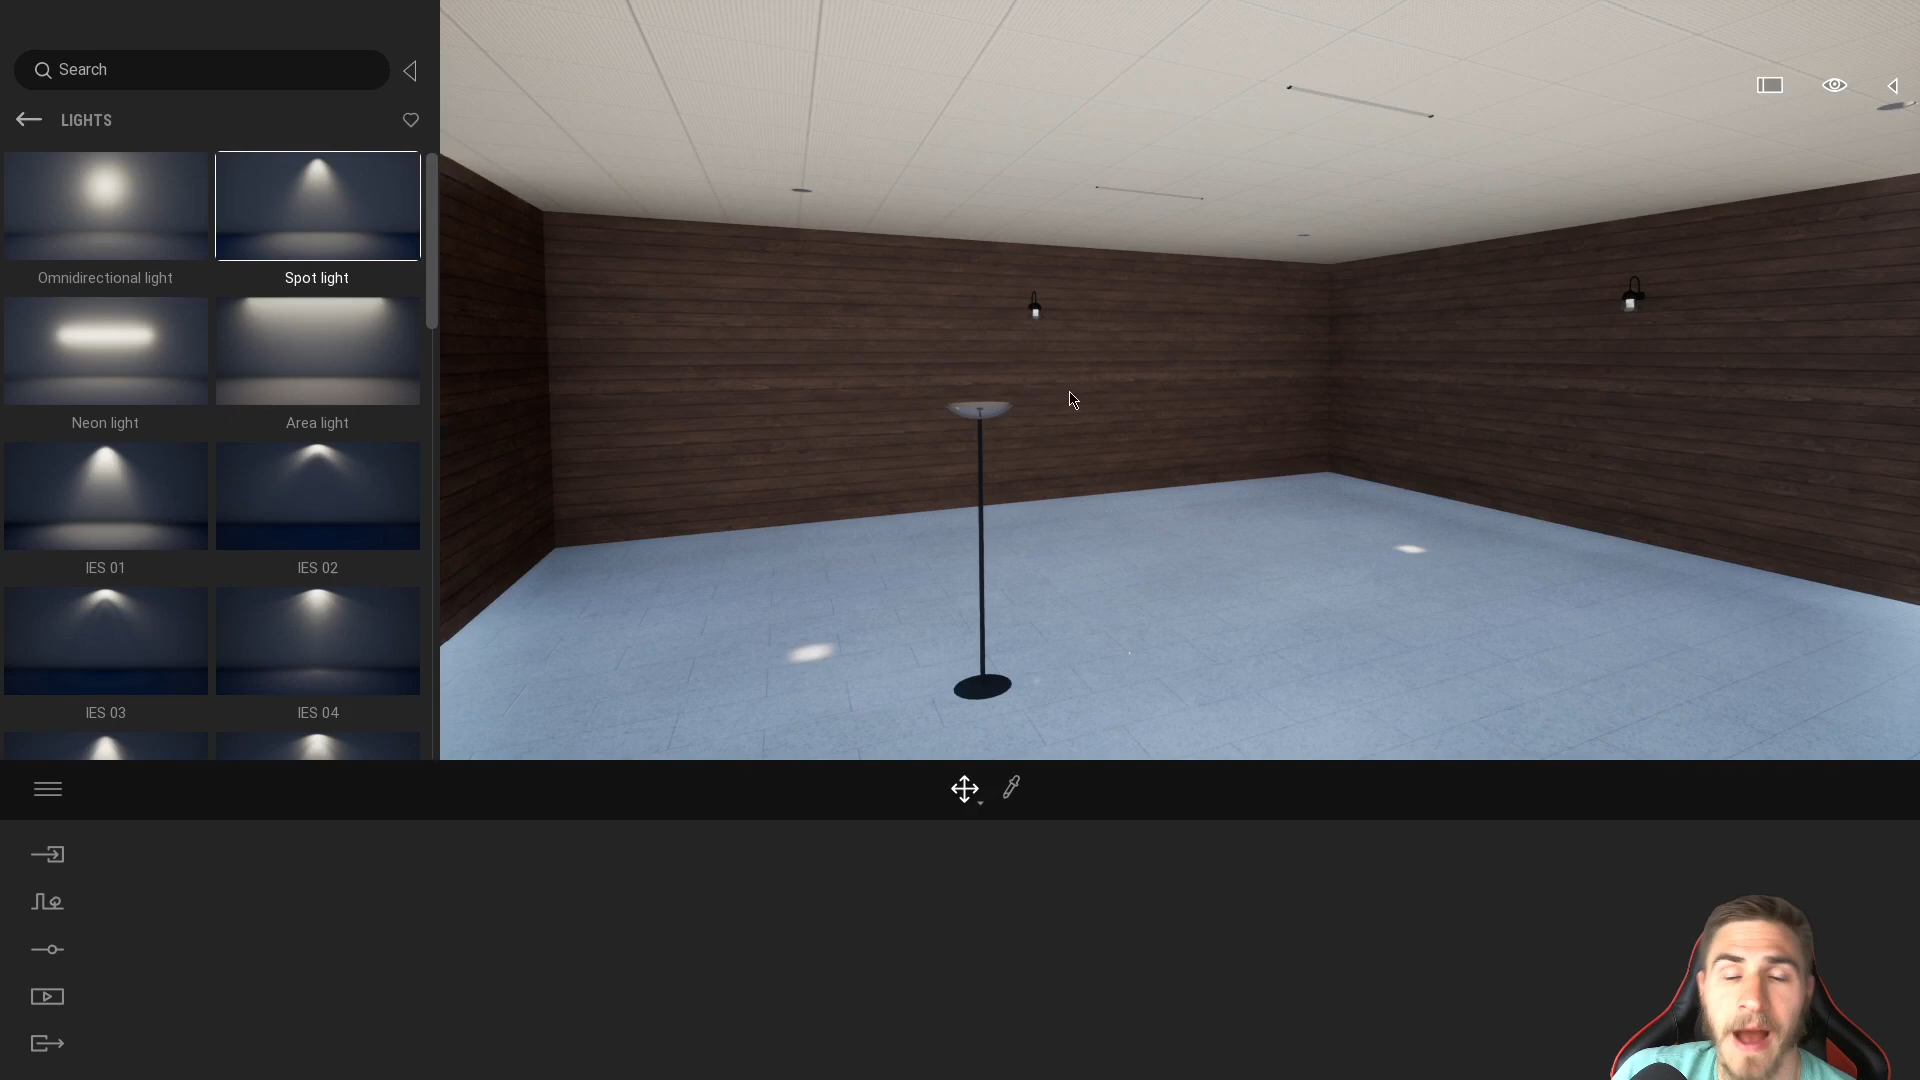 Search
LIGHTS
Omnidirectional light
Spot light
Neon light
Area light
IES 01
IES 02
IES 03
IES 04